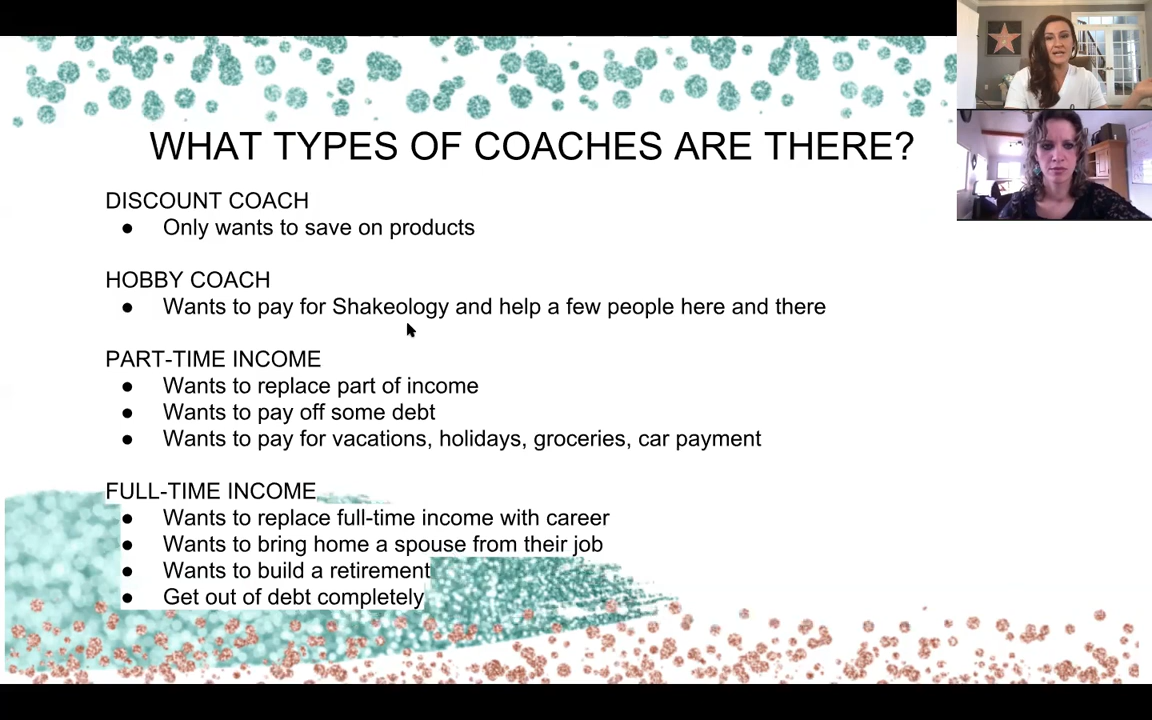 WHAT TYPES OF COACHES ARE THERE?
DISCOUNT COACH
● Only wants to save on products
HOBBY COACH
● Wants to pay for Shakeology and help a few people here and there
PART-TIME INCOME
● Wants to replace part of income
● Wants to pay off some debt
● Wants to pay for vacations, holidays, groceries, car payment
FULL-TIME INCOME
● Wants to replace full-time income with career
● Wants to bring home a spouse from their job
● Wants to build a retirement
● Get out of debt completely